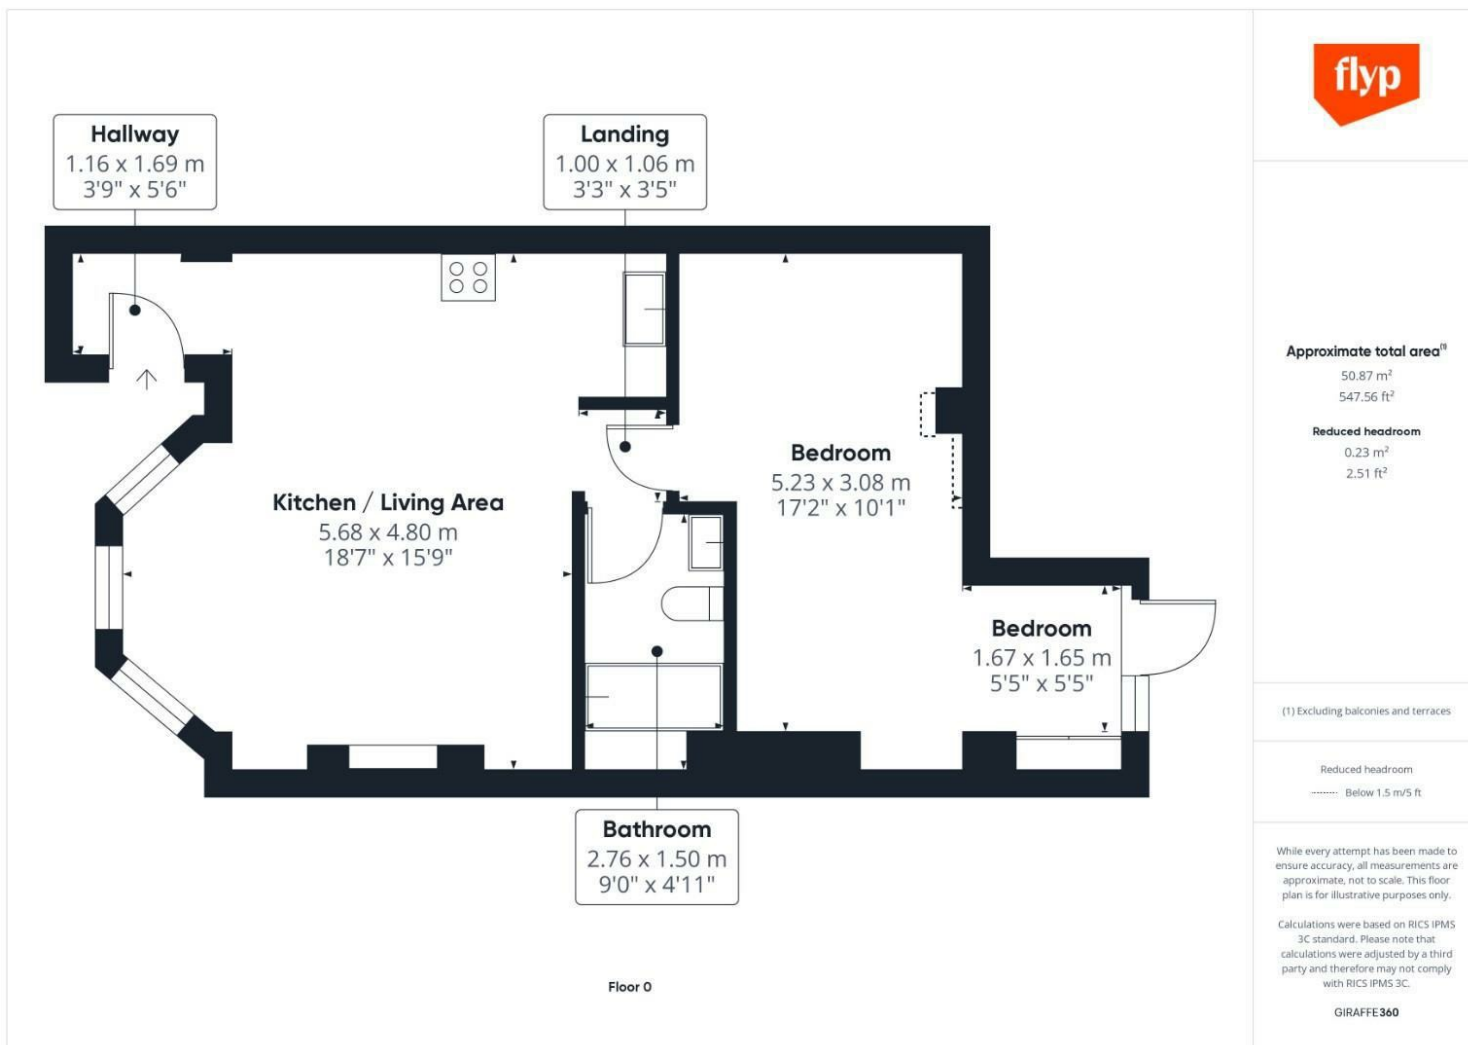 flyp
Hallway
1.16 x 1.69 m
3'9" x 5'6"
Landing
1.00 x 1.06 m
3'3" x 3'5"
Kitchen / Living Area
5.68 x 4.80 m
18'7" x 15'9"
Bedroom
5.23 x 3.08 m
17'2" x 10'1"
Bedroom
1.67 x 1.65 m
5'5" x 5'5"
Bathroom
2.76 x 1.50 m
9'0" x 4'11"
Floor 0
Approximate total area⁽¹⁾
50.87 m²
547.56 ft²
Reduced headroom
0.23 m²
2.51 ft²
(1) Excluding balconies and terraces
Reduced headroom
Below 1.5 m/5 ft
While every attempt has been made to
ensure accuracy, all measurements are
approximate, not to scale. This floor
plan is for illustrative purposes only.
Calculations were based on RICS IPMS
3C standard. Please note that
calculations were adjusted by a third
party and therefore may not comply
with RICS IPMS 3C.
GIRAFFE360